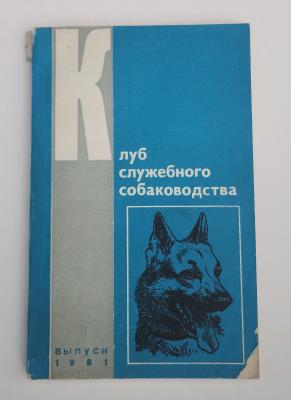 Клуб
служебного
собаководства
ВЫПУСК
1981